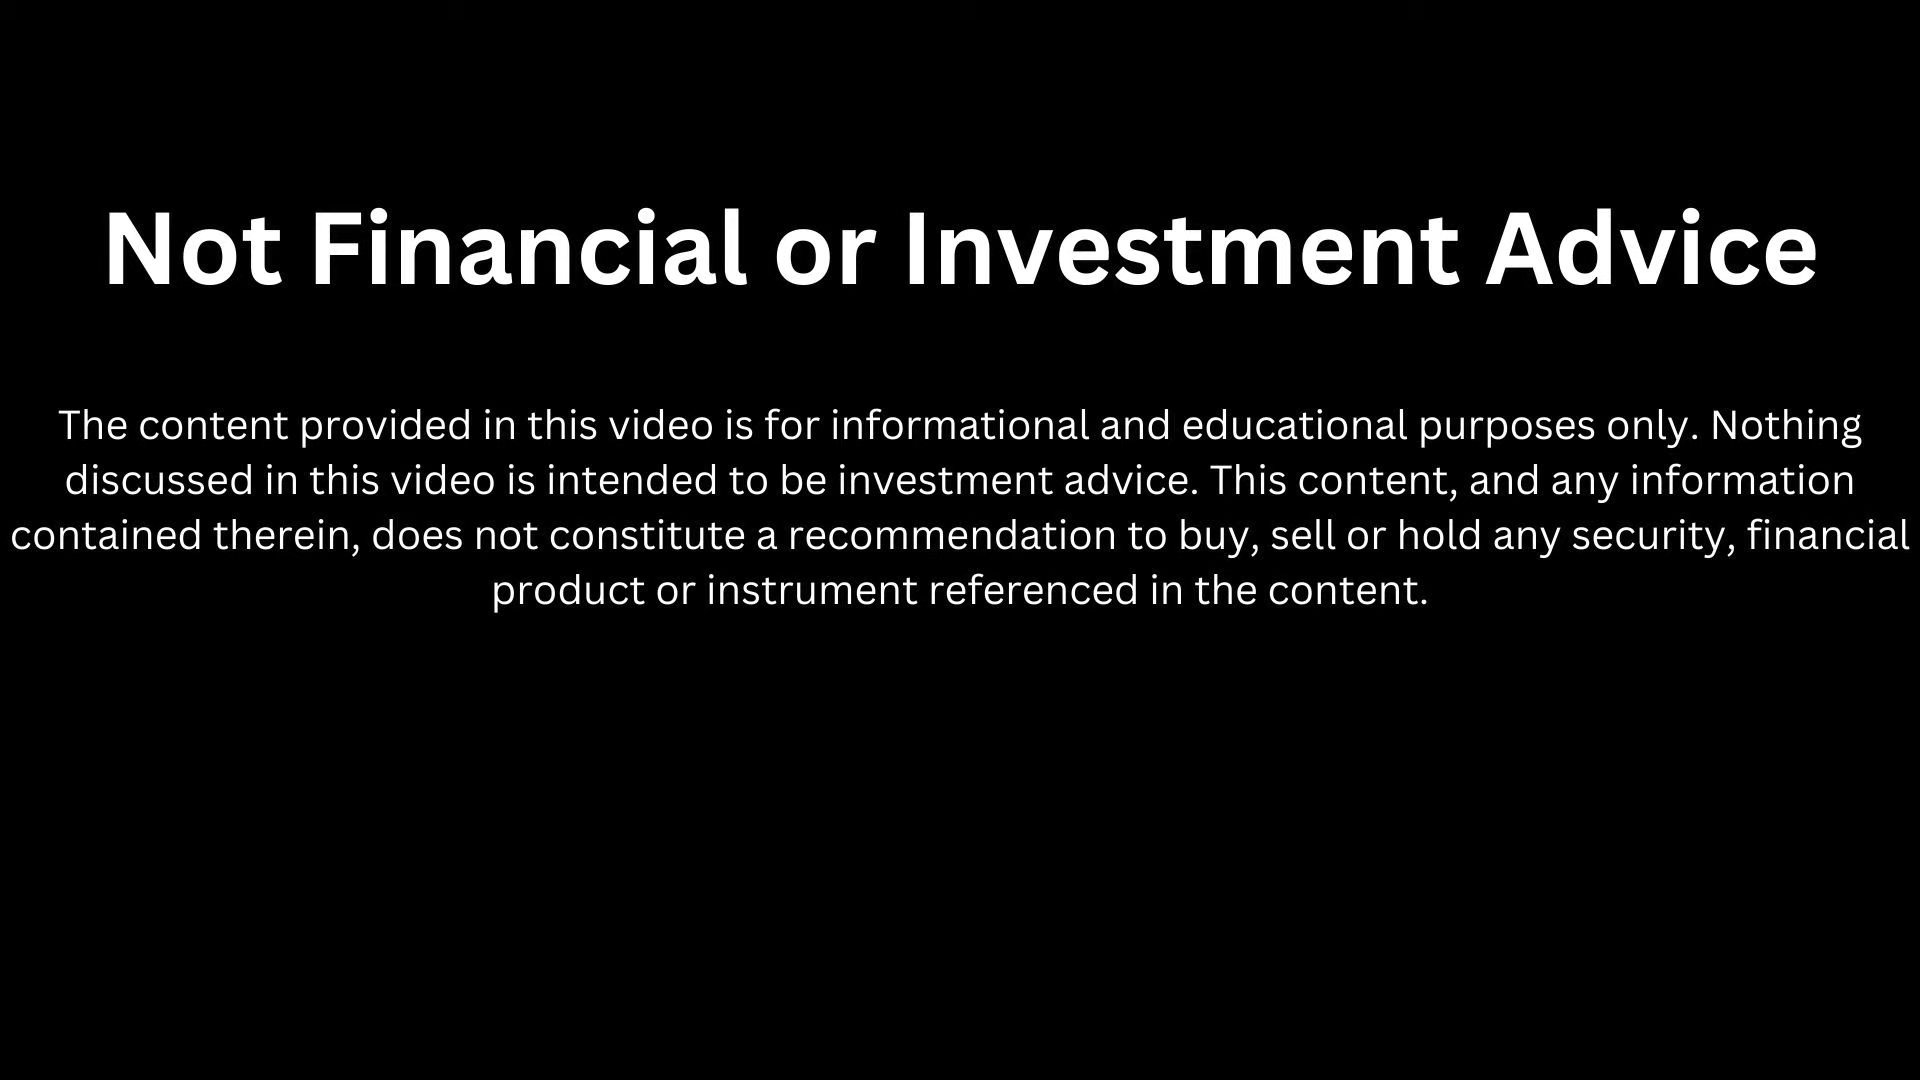 Not Financial or Investment Advice
The content provided in this video is for informational and educational purposes only. Nothing
discussed in this video is intended to be investment advice. This content, and any information
contained therein, does not constitute a recommendation to buy, sell or hold any security, financial
product or instrument referenced in the content.